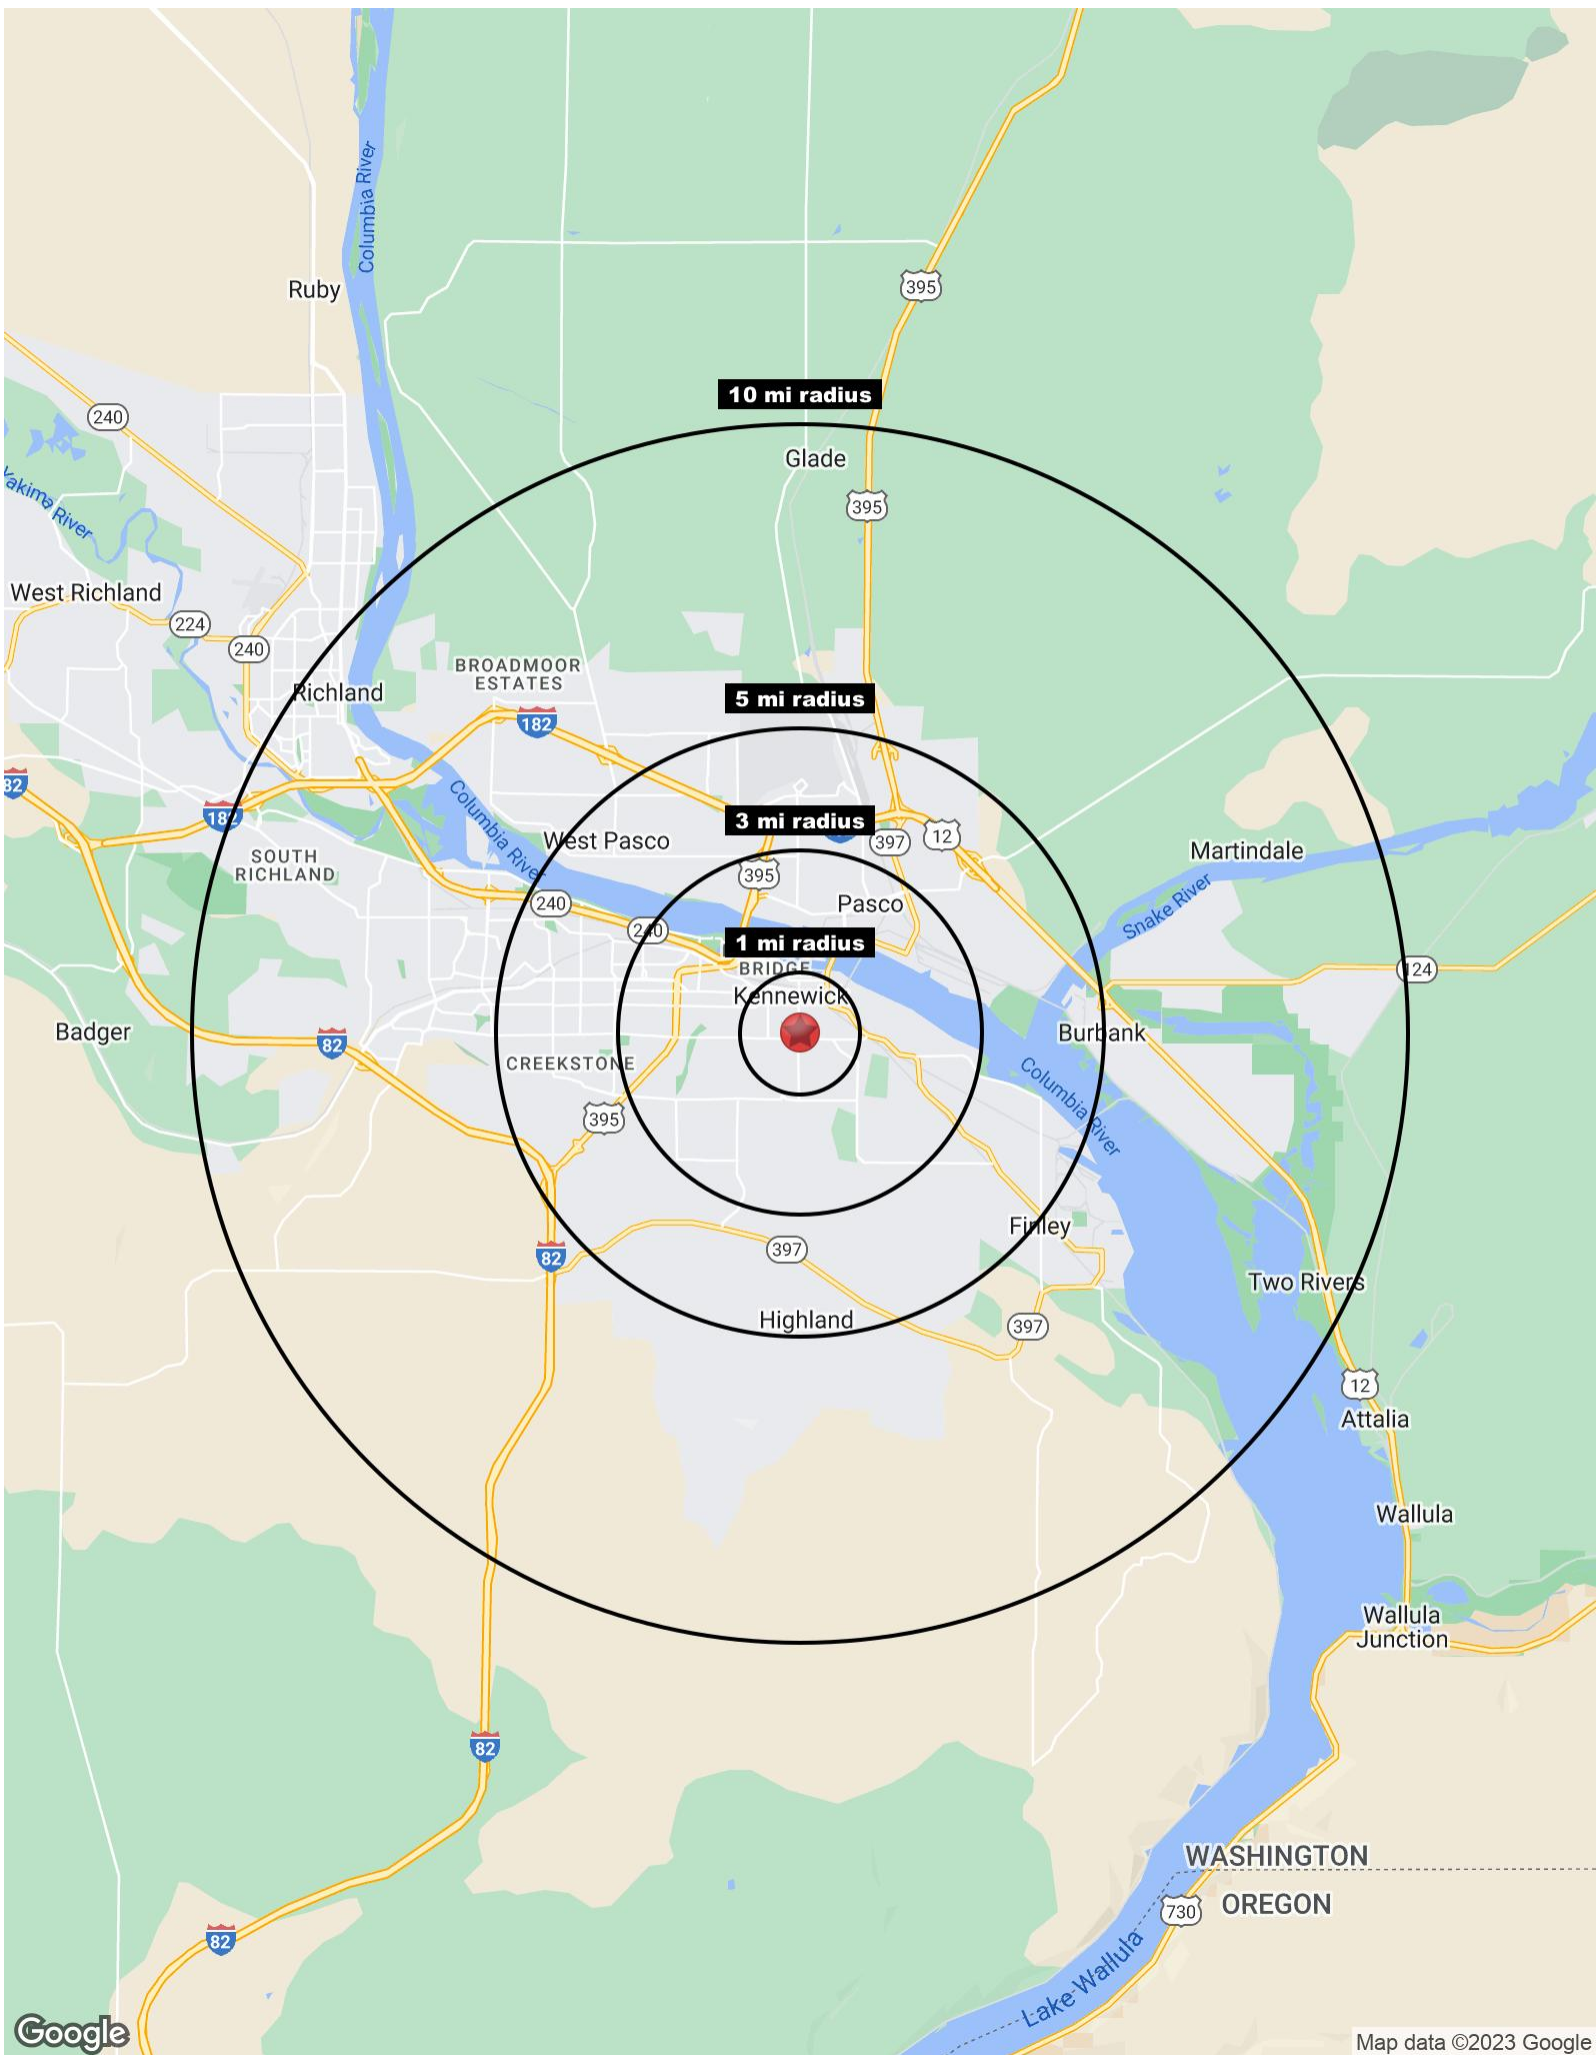 Columbia River
Ruby
395
10 mi radius
240
Glade
Yakima River
395
West Richland
224
240
BROADMOOR
ESTATES
Richland
5 mi radius
182
82
182
Columbia River
3 mi radius
West Pasco
397
12
Martindale
SOUTH
RICHLAND
395
Pasco
Snake River
240
240
1 mi radius
BRIDGE
124
Kennewick
Badger
82
Burbank
CREEKSTONE
Columbia River
395
Finley
397
82
Two Rivers
Highland
397
12
Attalia
Wallula
Wallula
Junction
82
WASHINGTON
OREGON
730
82
Lake Wallula
Google
Map data ©2023 Google